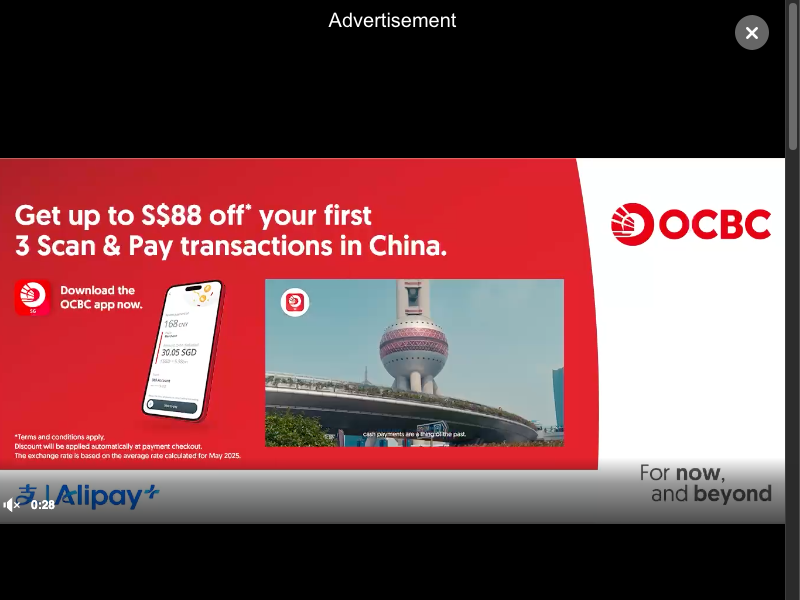 Advertisement
Get up to S$88 off* your first
3 Scan & Pay transactions in China.
OCBC
Download the
OCBC app now.
SG
168 CNY
30.05 SGD
cash payments are a thing of the past.
*Terms and conditions apply.
Discount will be applied automatically at payment checkout.
The exchange rate is based on the average rate calculated for May 2025.
支 | Alipay+
0:28
For now,
and beyond